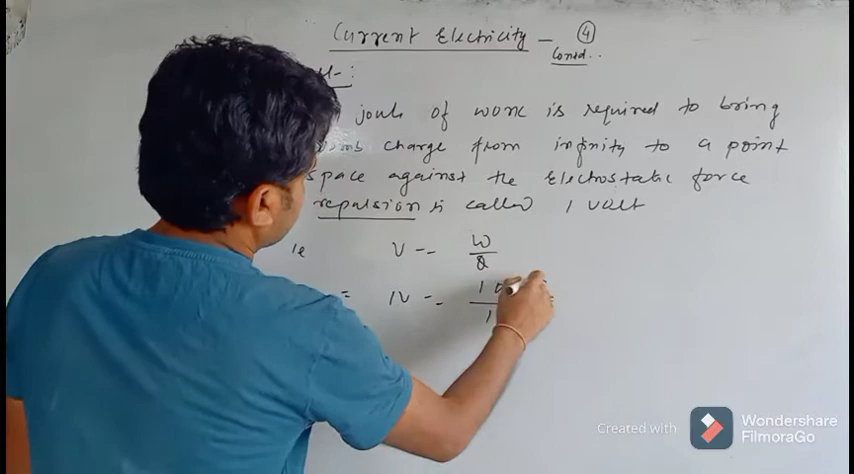 Current Electricity - 4
Contd..
joule of work is required to bring
charge from infinity to a point
space against the Electrostatic force
repulsion is called 1 volt
ie V = W
Q
= 1V = 1
1
Created with Wondershare
FilmoraGo